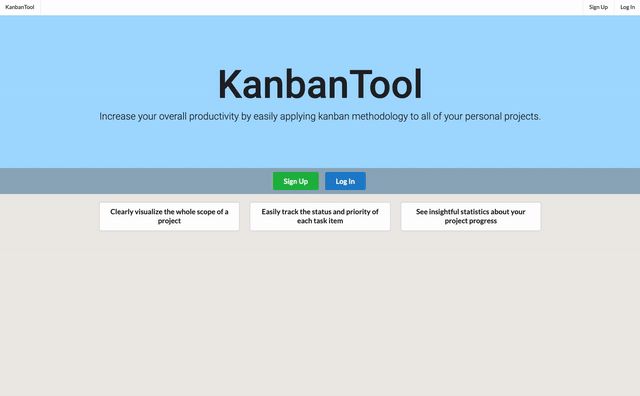 KanbanTool
Sign Up
Log In
KanbanTool
Increase your overall productivity by easily applying kanban methodology to all of your personal projects.
Sign Up
Log In
Clearly visualize the whole scope of a
project
Easily track the status and priority of
each task item
See insightful statistics about your
project progress